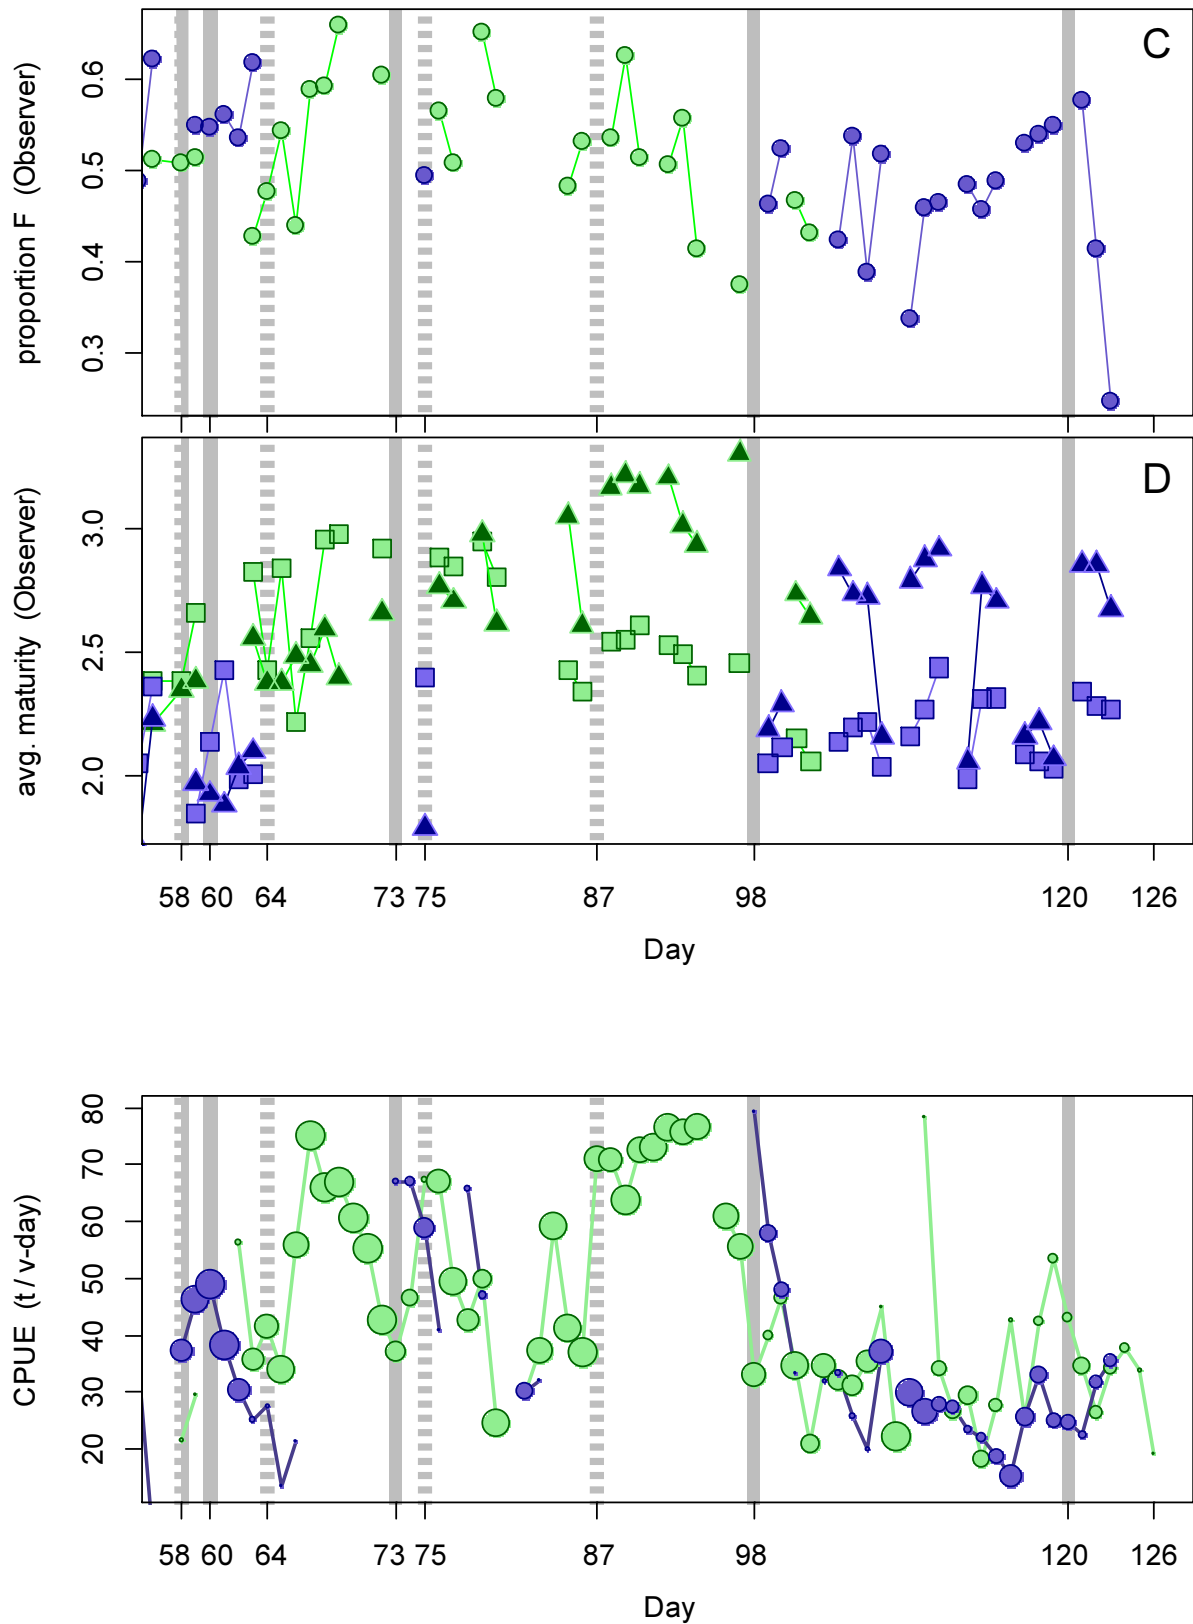 C
proportion F (Observer)
0.6
0.5
0.4
0.3
D
avg. maturity (Observer)
3.0
2.5
2.0
58 60 64 73 75 87 98 120 126
Day
CPUE (t / v-day)
80
70
60
50
40
30
20
58 60 64 73 75 87 98 120 126
Day